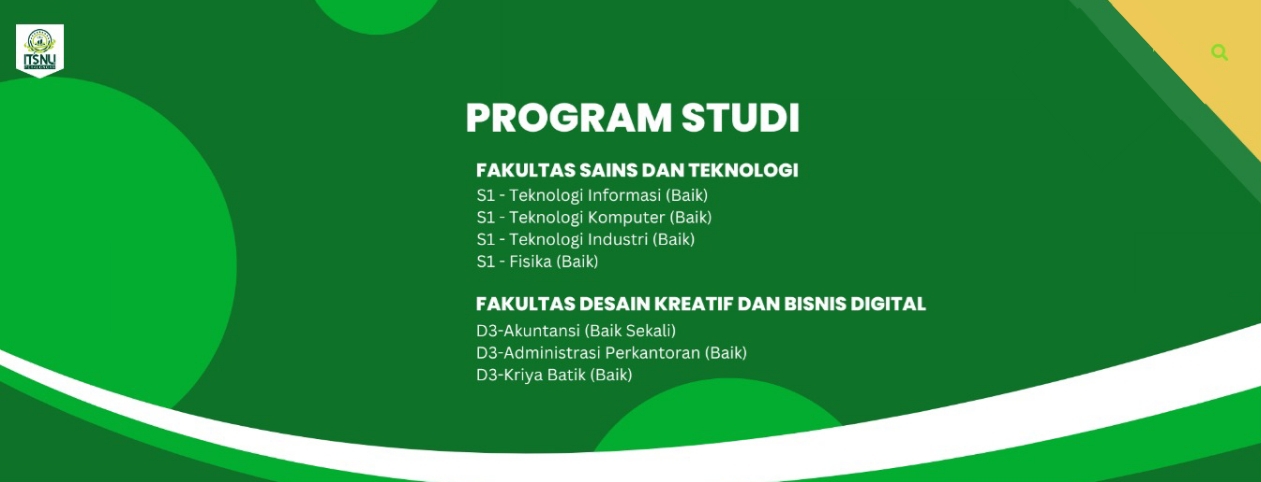 ITSNU
PROGRAM STUDI
FAKULTAS SAINS DAN TEKNOLOGI
S1 - Teknologi Informasi (Baik)
S1 - Teknologi Komputer (Baik)
S1 - Teknologi Industri (Baik)
S1 - Fisika (Baik)
FAKULTAS DESAIN KREATIF DAN BISNIS DIGITAL
D3-Akuntansi (Baik Sekali)
D3-Administrasi Perkantoran (Baik)
D3-Kriya Batik (Baik)